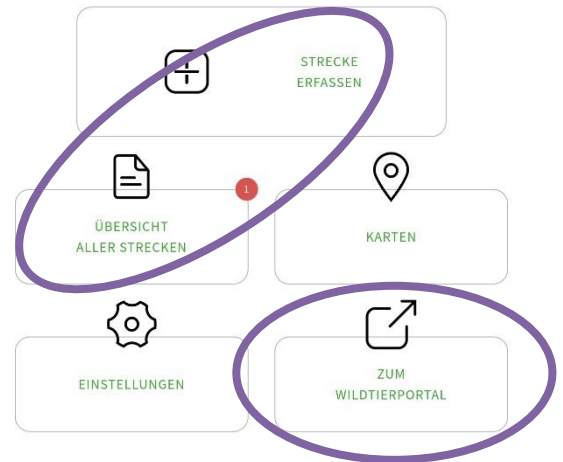 STRECKE
ERFASSEN
1
ÜBERSICHT
ALLER STRECKEN
KARTEN
EINSTELLUNGEN
ZUM
WILDTIERPORTAL